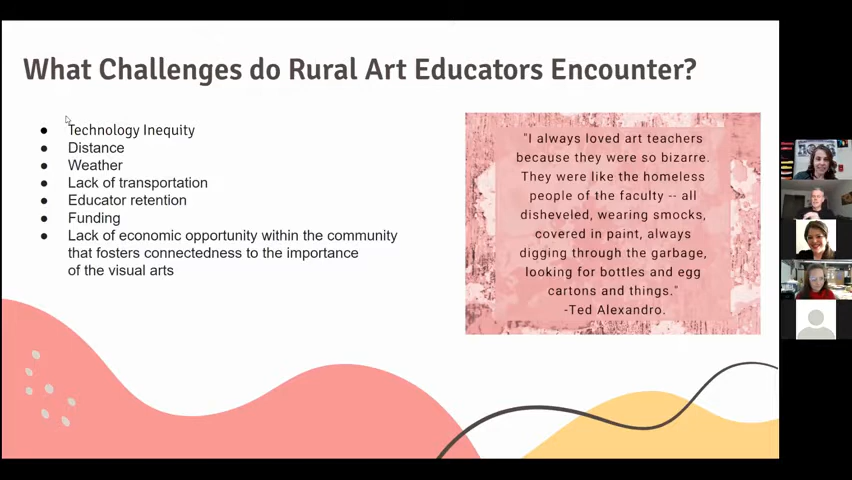 What Challenges do Rural Art Educators Encounter?
● Technology Inequity
● Distance
● Weather
● Lack of transportation
● Educator retention
● Funding
● Lack of economic opportunity within the community
that fosters connectedness to the importance
of the visual arts
"I always loved art teachers
because they were so bizarre.
They were like the homeless
people of the faculty -- all
disheveled, wearing smocks,
covered in paint, always
digging through the garbage,
looking for bottles and egg
cartons and things."
-Ted Alexandro.